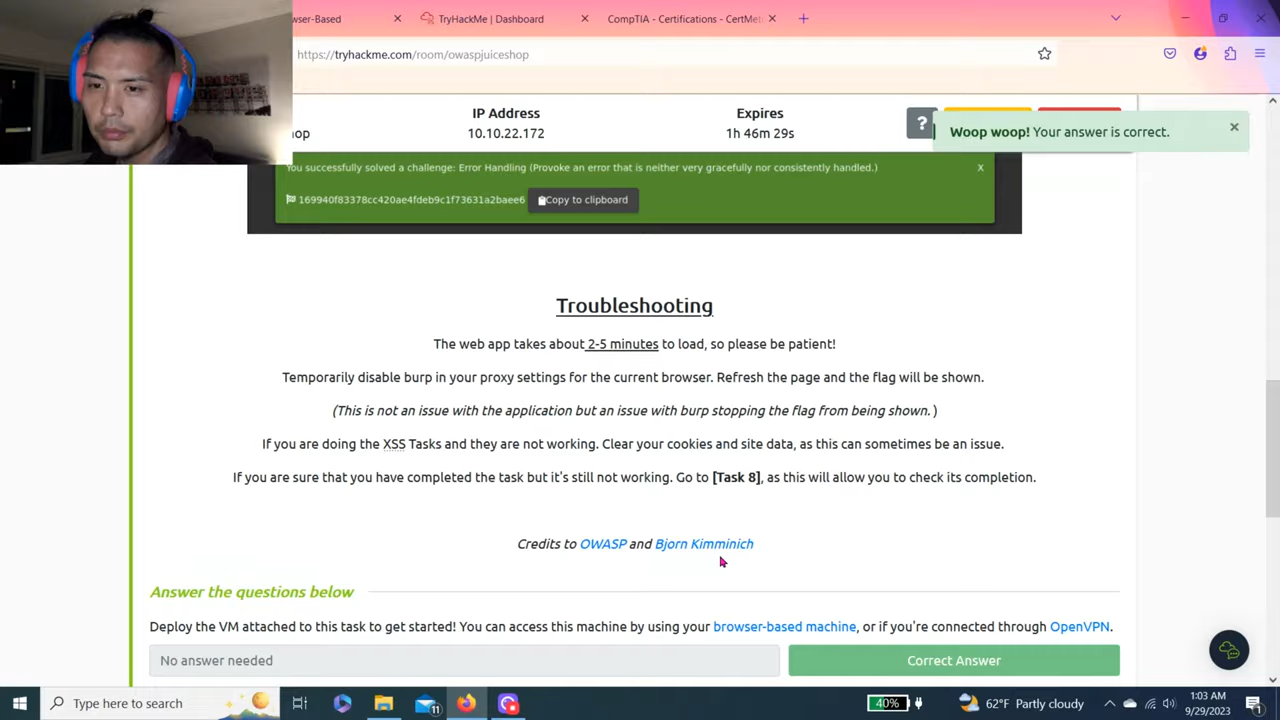 wser-Based
TryHackMe | Dashboard
CompTIA - Certifications - CertMet
https://tryhackme.com/room/owaspjuiceshop
hop
IP Address
10.10.22.172
Expires
1h 46m 29s
?
Woop woop! Your answer is correct.
You successfully solved a challenge: Error Handling (Provoke an error that is neither very gracefully nor consistently handled.)
X
169940f83378cc420ae4fdeb9c1f73631a2baee6
Copy to clipboard
Troubleshooting
The web app takes about 2-5 minutes to load, so please be patient!
Temporarily disable burp in your proxy settings for the current browser. Refresh the page and the flag will be shown.
(This is not an issue with the application but an issue with burp stopping the flag from being shown. )
If you are doing the XSS Tasks and they are not working. Clear your cookies and site data, as this can sometimes be an issue.
If you are sure that you have completed the task but it's still not working. Go to [Task 8], as this will allow you to check its completion.
Credits to OWASP and Bjorn Kimminich
Answer the questions below
Deploy the VM attached to this task to get started! You can access this machine by using your browser-based machine, or if you're connected through OpenVPN.
No answer needed
Correct Answer
Type here to search
11
40%
62°F Partly cloudy
1:03 AM
9/29/2023
1